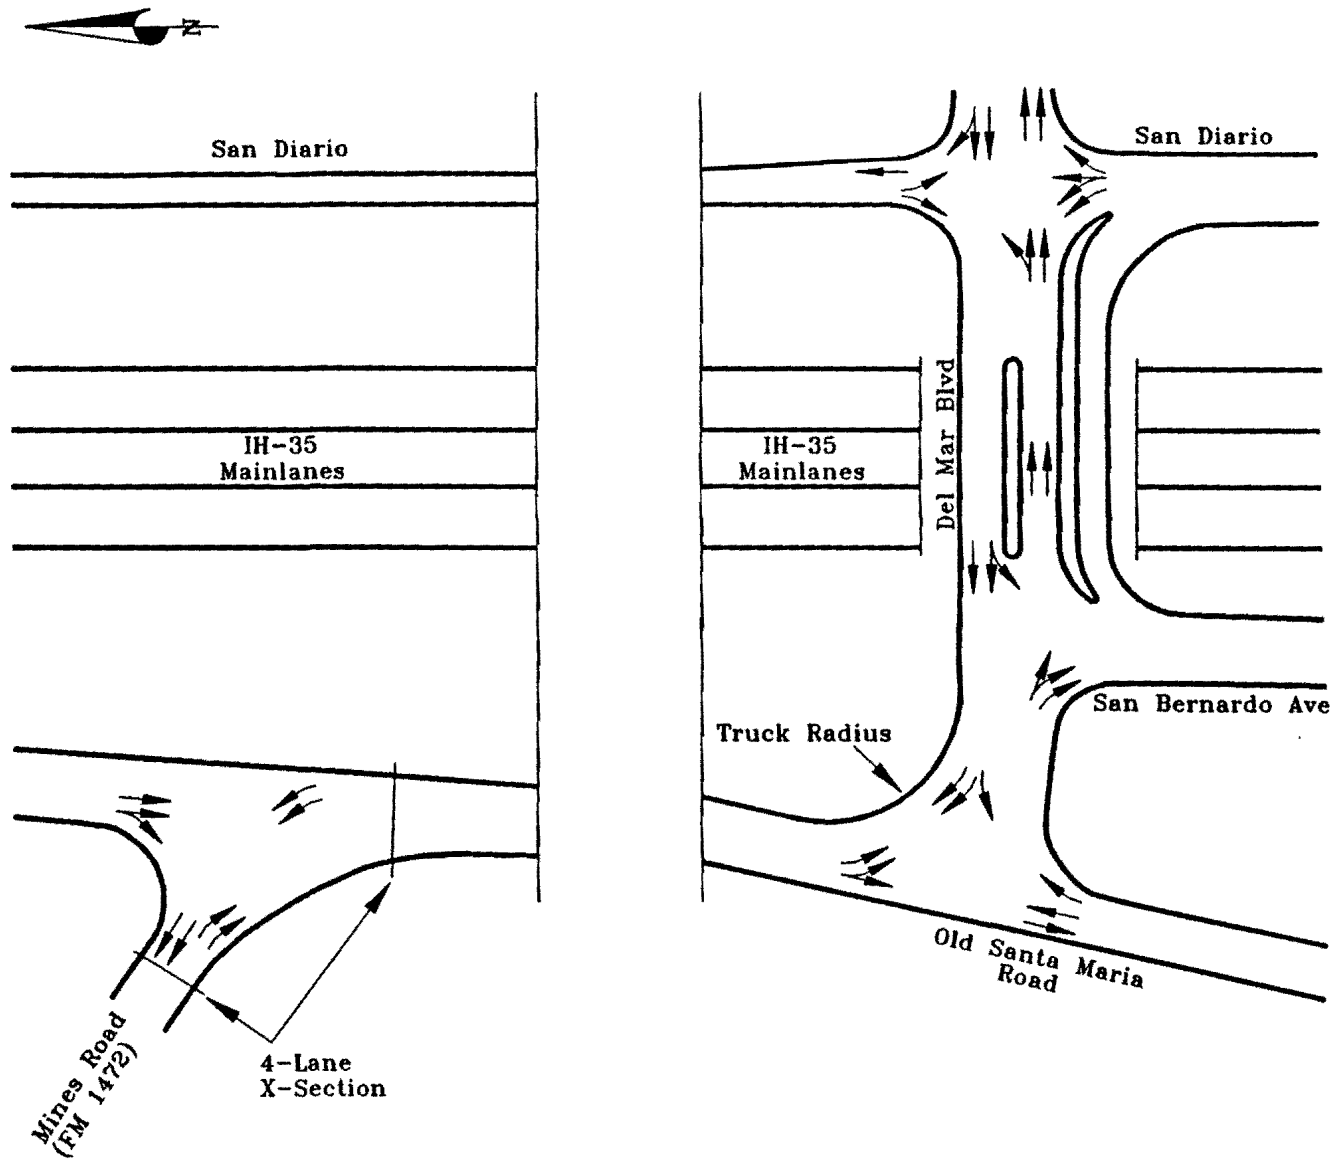 N
San Diario
San Diario
IH-35
Mainlanes
IH-35
Mainlanes
Del Mar Blvd
San Bernardo Ave
Truck Radius
Old Santa Maria
Road
4-Lane
X-Section
Mines Road
(FM 1472)